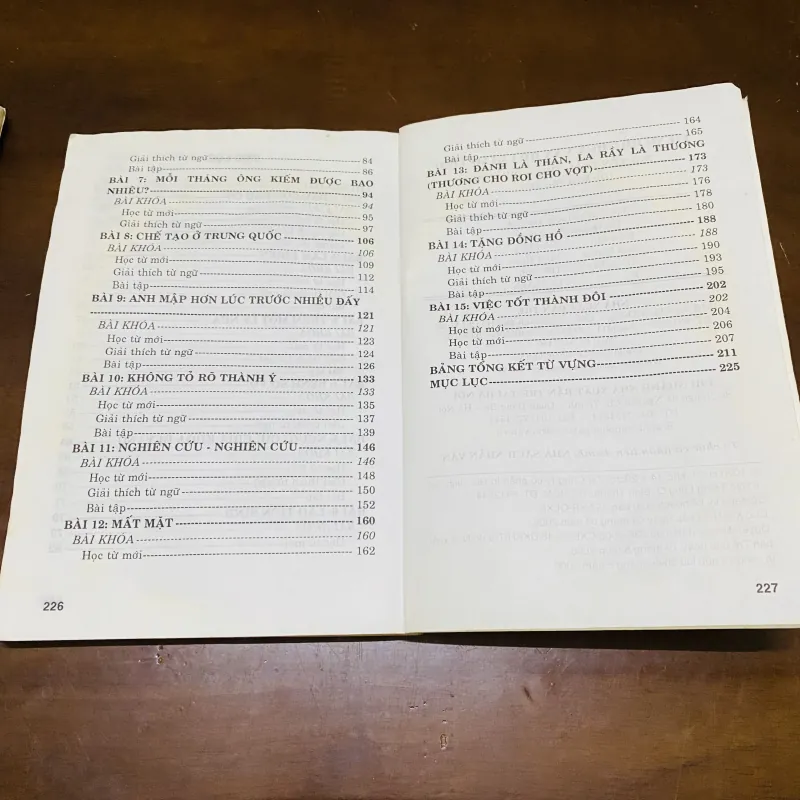 Giải thích từ ngữ 84
Bài tập 86
BÀI 7: MỖI THÁNG ÔNG KIẾM ĐƯỢC BAO
NHIÊU? 94
BÀI KHÓA 94
Học từ mới 95
Giải thích từ ngữ 97
BÀI 8: CHẾ TẠO Ở TRUNG QUỐC 106
BÀI KHÓA 106
Học từ mới 109
Giải thích từ ngữ 112
Bài tập 114
BÀI 9: ANH MẬP HƠN LÚC TRƯỚC NHIỀU ĐẤY
121
BÀI KHÓA 121
Học từ mới 123
Giải thích từ ngữ 124
Bài tập 126
BÀI 10: KHÔNG TỎ RÕ THÀNH Ý 133
BÀI KHÓA 133
Học từ mới 135
Giải thích từ ngữ 137
Bài tập 139
BÀI 11: NGHIÊN CỨU - NGHIÊN CỨU 146
BÀI KHÓA 146
Học từ mới 148
Giải thích từ ngữ 150
Bài tập 152
BÀI 12: MẤT MẶT 160
BÀI KHÓA 160
Học từ mới 162
226
Giải thích từ ngữ 164
Bài tập 165
BÀI 13: ĐÁNH LÀ THÂN, LA RẦY LÀ THƯƠNG
(THƯƠNG CHO ROI CHO VỌT) 173
BÀI KHÓA 173
Học từ mới 176
Giải thích từ ngữ 178
Bài tập 180
BÀI 14: TẶNG ĐỒNG HỒ 188
BÀI KHÓA 188
Học từ mới 190
Giải thích từ ngữ 193
Bài tập 195
BÀI 15: VIỆC TỐT THÀNH ĐÔI 202
BÀI KHÓA 202
Học từ mới 204
Học từ mới 206
Bài tập 207
BẢNG TỔNG KẾT TỪ VỰNG 211
MỤC LỤC 225
227